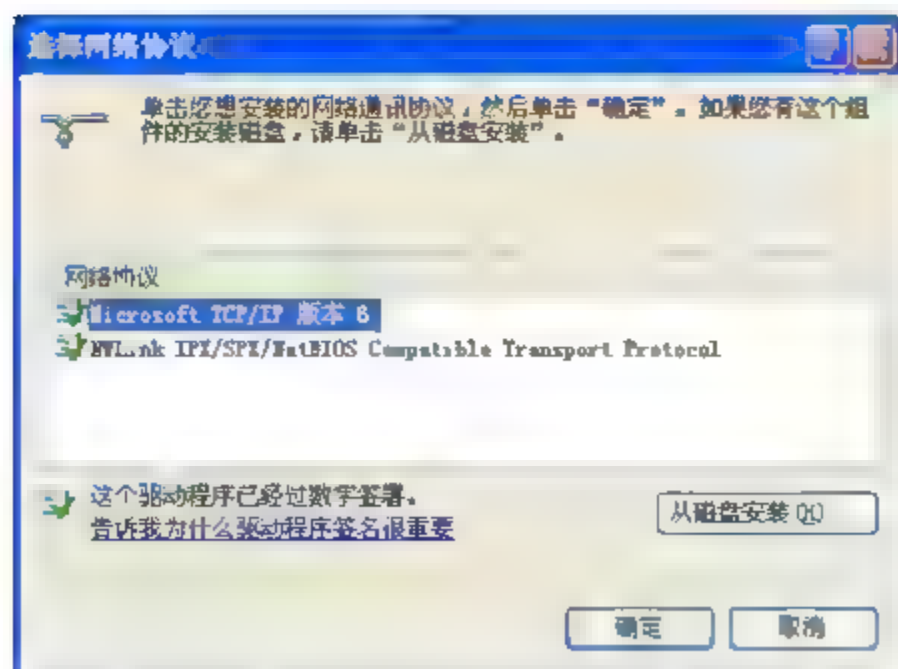 选择网络协议
单击您想安装的网络通讯协议，然后单击“确定”。如果您有这个组
件的安装磁盘，请单击“从磁盘安装”。
网络协议
Microsoft TCP/IP 版本 6
NWLink IPX/SPX/NetBIOS Compatible Transport Protocol
这个驱动程序已经过数字签署。
告诉我为什么驱动程序签名很重要
从磁盘安装(H)
确定
取消